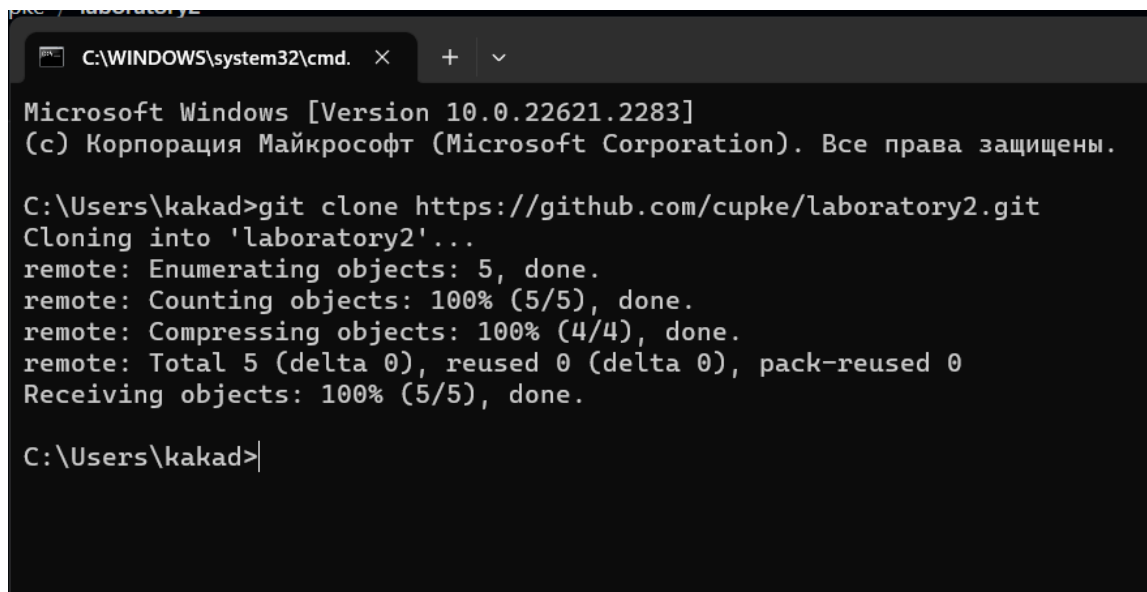 laboratory2
C:\WINDOWS\system32\cmd.
Microsoft Windows [Version 10.0.22621.2283]
(c) Корпорация Майкрософт (Microsoft Corporation). Все права защищены.
C:\Users\kakad>git clone https://github.com/cupke/laboratory2.git
Cloning into 'laboratory2'...
remote: Enumerating objects: 5, done.
remote: Counting objects: 100% (5/5), done.
remote: Compressing objects: 100% (4/4), done.
remote: Total 5 (delta 0), reused 0 (delta 0), pack-reused 0
Receiving objects: 100% (5/5), done.
C:\Users\kakad>